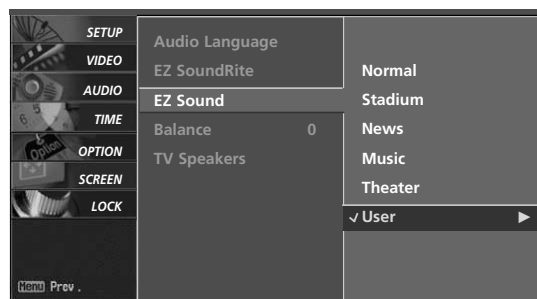 SETUP
VIDEO
AUDIO
TIME
OPTION
SCREEN
LOCK
Menu Prev.
Audio Language
EZ SoundRite
EZ Sound
Balance 0
TV Speakers
Normal
Stadium
News
Music
Theater
✓ User ►